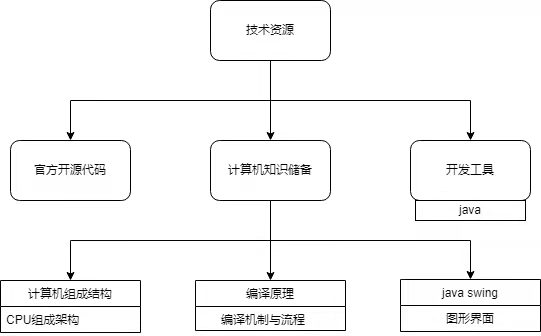 技术资源
官方开源代码
计算机知识储备
开发工具
java
计算机组成结构
编译原理
java swing
CPU组成架构
编译机制与流程
图形界面